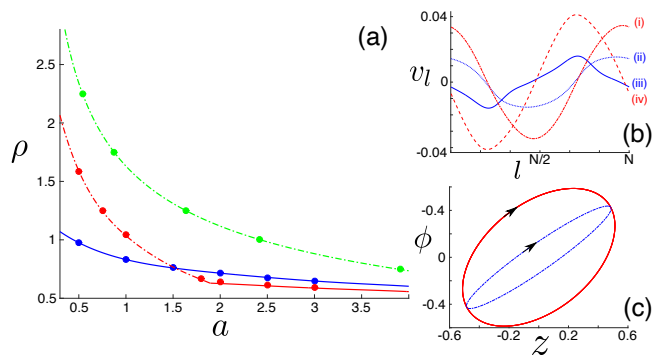 (a)
2.5
2
1.5
1
0.5
ρ
0.5 1 1.5 2 2.5 3 3.5
a
0.04
0
-0.04
v_l
(i)
(ii)
(iii)
(iv)
(b)
N/2 N
l
-0.4
0
-0.4
ϕ
(c)
-0.6 -0.2 0.2 0.6
z